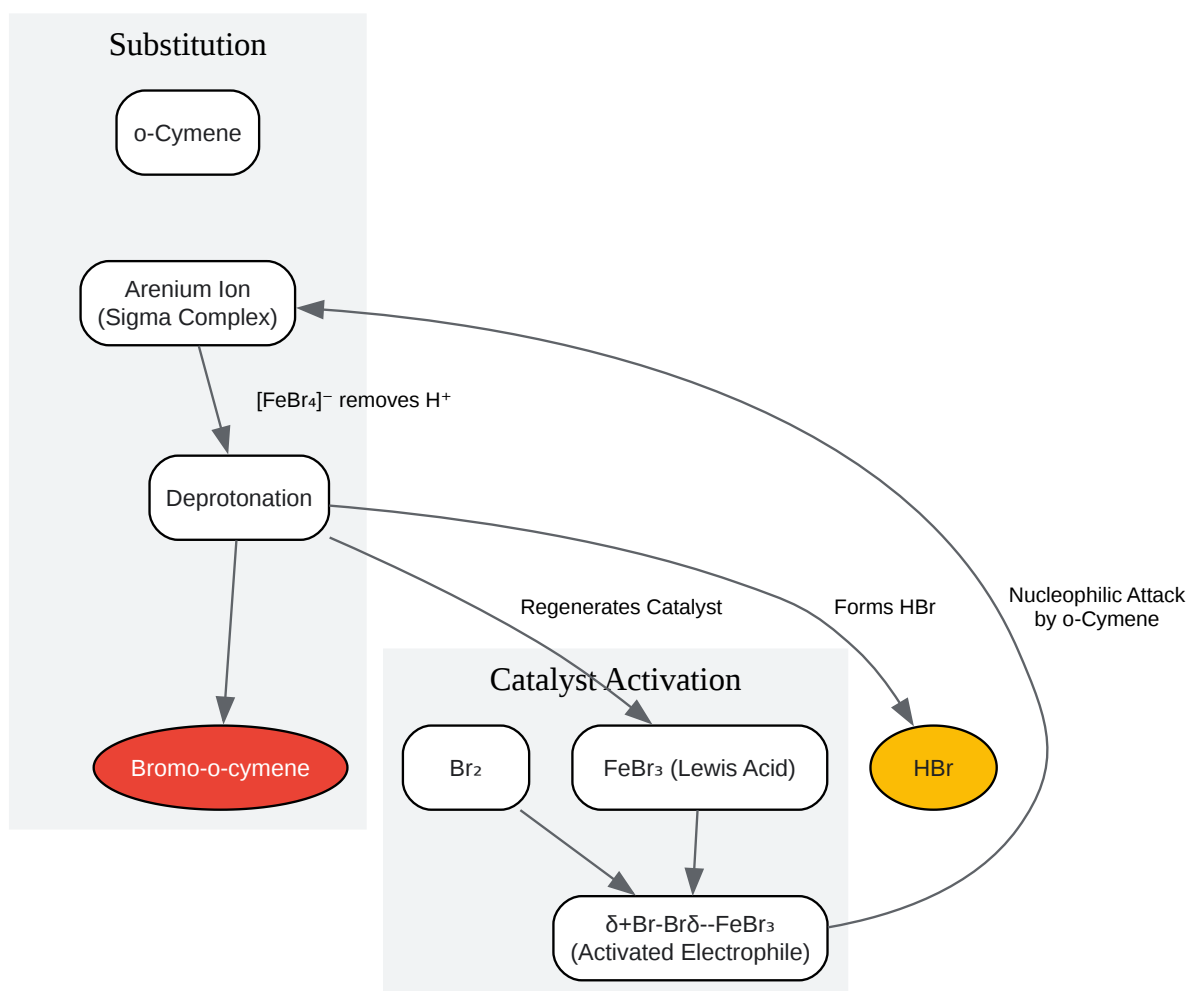 Substitution
o-Cymene
Arenium Ion
(Sigma Complex)
[FeBr₄]⁻ removes H⁺
Deprotonation
Regenerates Catalyst
Forms HBr
Nucleophilic Attack
by o-Cymene
Catalyst Activation
Bromo-o-cymene
Br₂
FeBr₃ (Lewis Acid)
HBr
δ+Br-Brδ--FeBr₃
(Activated Electrophile)